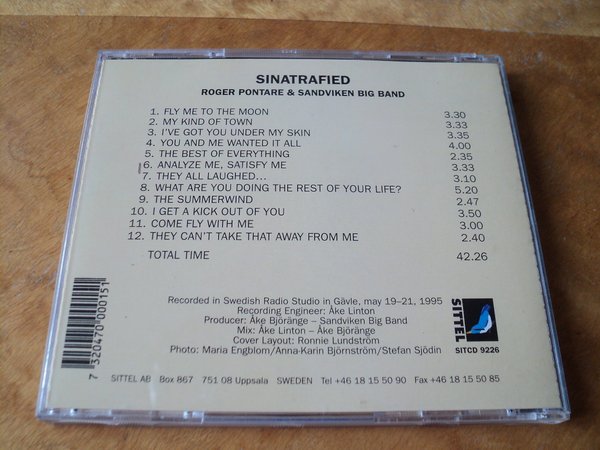 SINATRAFIED
ROGER PONTARE & SANDVIKEN BIG BAND
1. FLY ME TO THE MOON 3.30
2. MY KIND OF TOWN 3.33
3. I'VE GOT YOU UNDER MY SKIN 3.35
4. YOU AND ME WANTED IT ALL 4.00
5. THE BEST OF EVERYTHING 2.35
6. ANALYZE ME, SATISFY ME 3.33
7. THEY ALL LAUGHED... 3.10
8. WHAT ARE YOU DOING THE REST OF YOUR LIFE? 5.20
9. THE SUMMERWIND 2.47
10. I GET A KICK OUT OF YOU 3.50
11. COME FLY WITH ME 3.00
12. THEY CAN'T TAKE THAT AWAY FROM ME 2.40
TOTAL TIME 42.26
Recorded in Swedish Radio Studio in Gävle, may 19–21, 1995
Recording Engineer: Åke Linton
Producer: Åke Björänge – Sandviken Big Band
Mix: Åke Linton – Åke Björänge
Cover Layout: Ronnie Lundström
Photo: Maria Engblom/Anna-Karin Björnström/Stefan Sjödin
SITTEL AB Box 867 751 08 Uppsala SWEDEN Tel +46 18 15 50 90 Fax +46 18 15 50 85
7 320470 000151
SITTEL
SITCD 9226